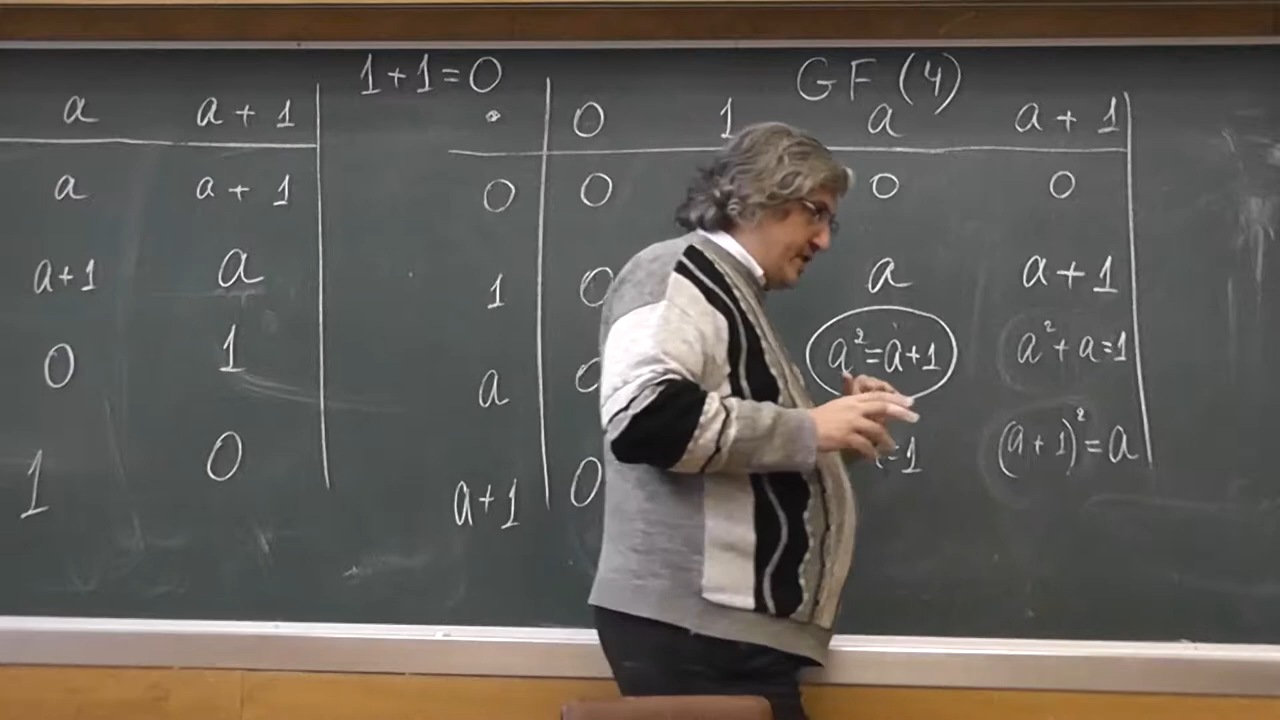 1+1=0 GF (4)
a a+1 · 0 1 a a+1
a a+1 0 0 0 0
a+1 a 1 0 a a+1
0 1 a 0 a²=a+1 a²+a=1
1 0 a+1 0 =1 (a+1)²=a